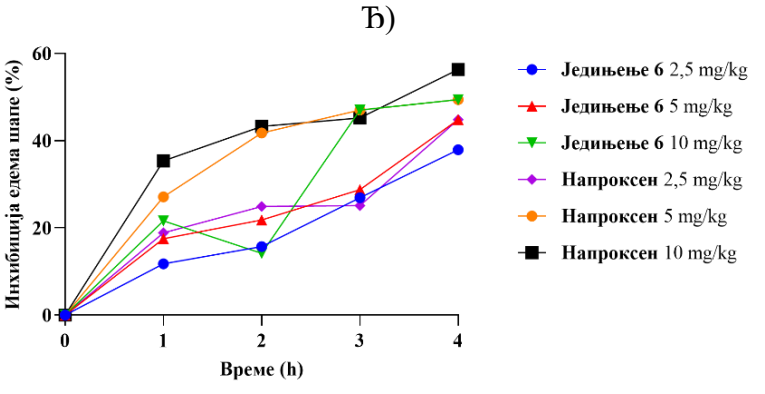 Ђ)
Инхибиција едема шапе (%)
60
40
20
0
0 1 2 3 4
Време (h)
Једињење 6 2,5 mg/kg
Једињење 6 5 mg/kg
Једињење 6 10 mg/kg
Напроксен 2,5 mg/kg
Напроксен 5 mg/kg
Напроксен 10 mg/kg